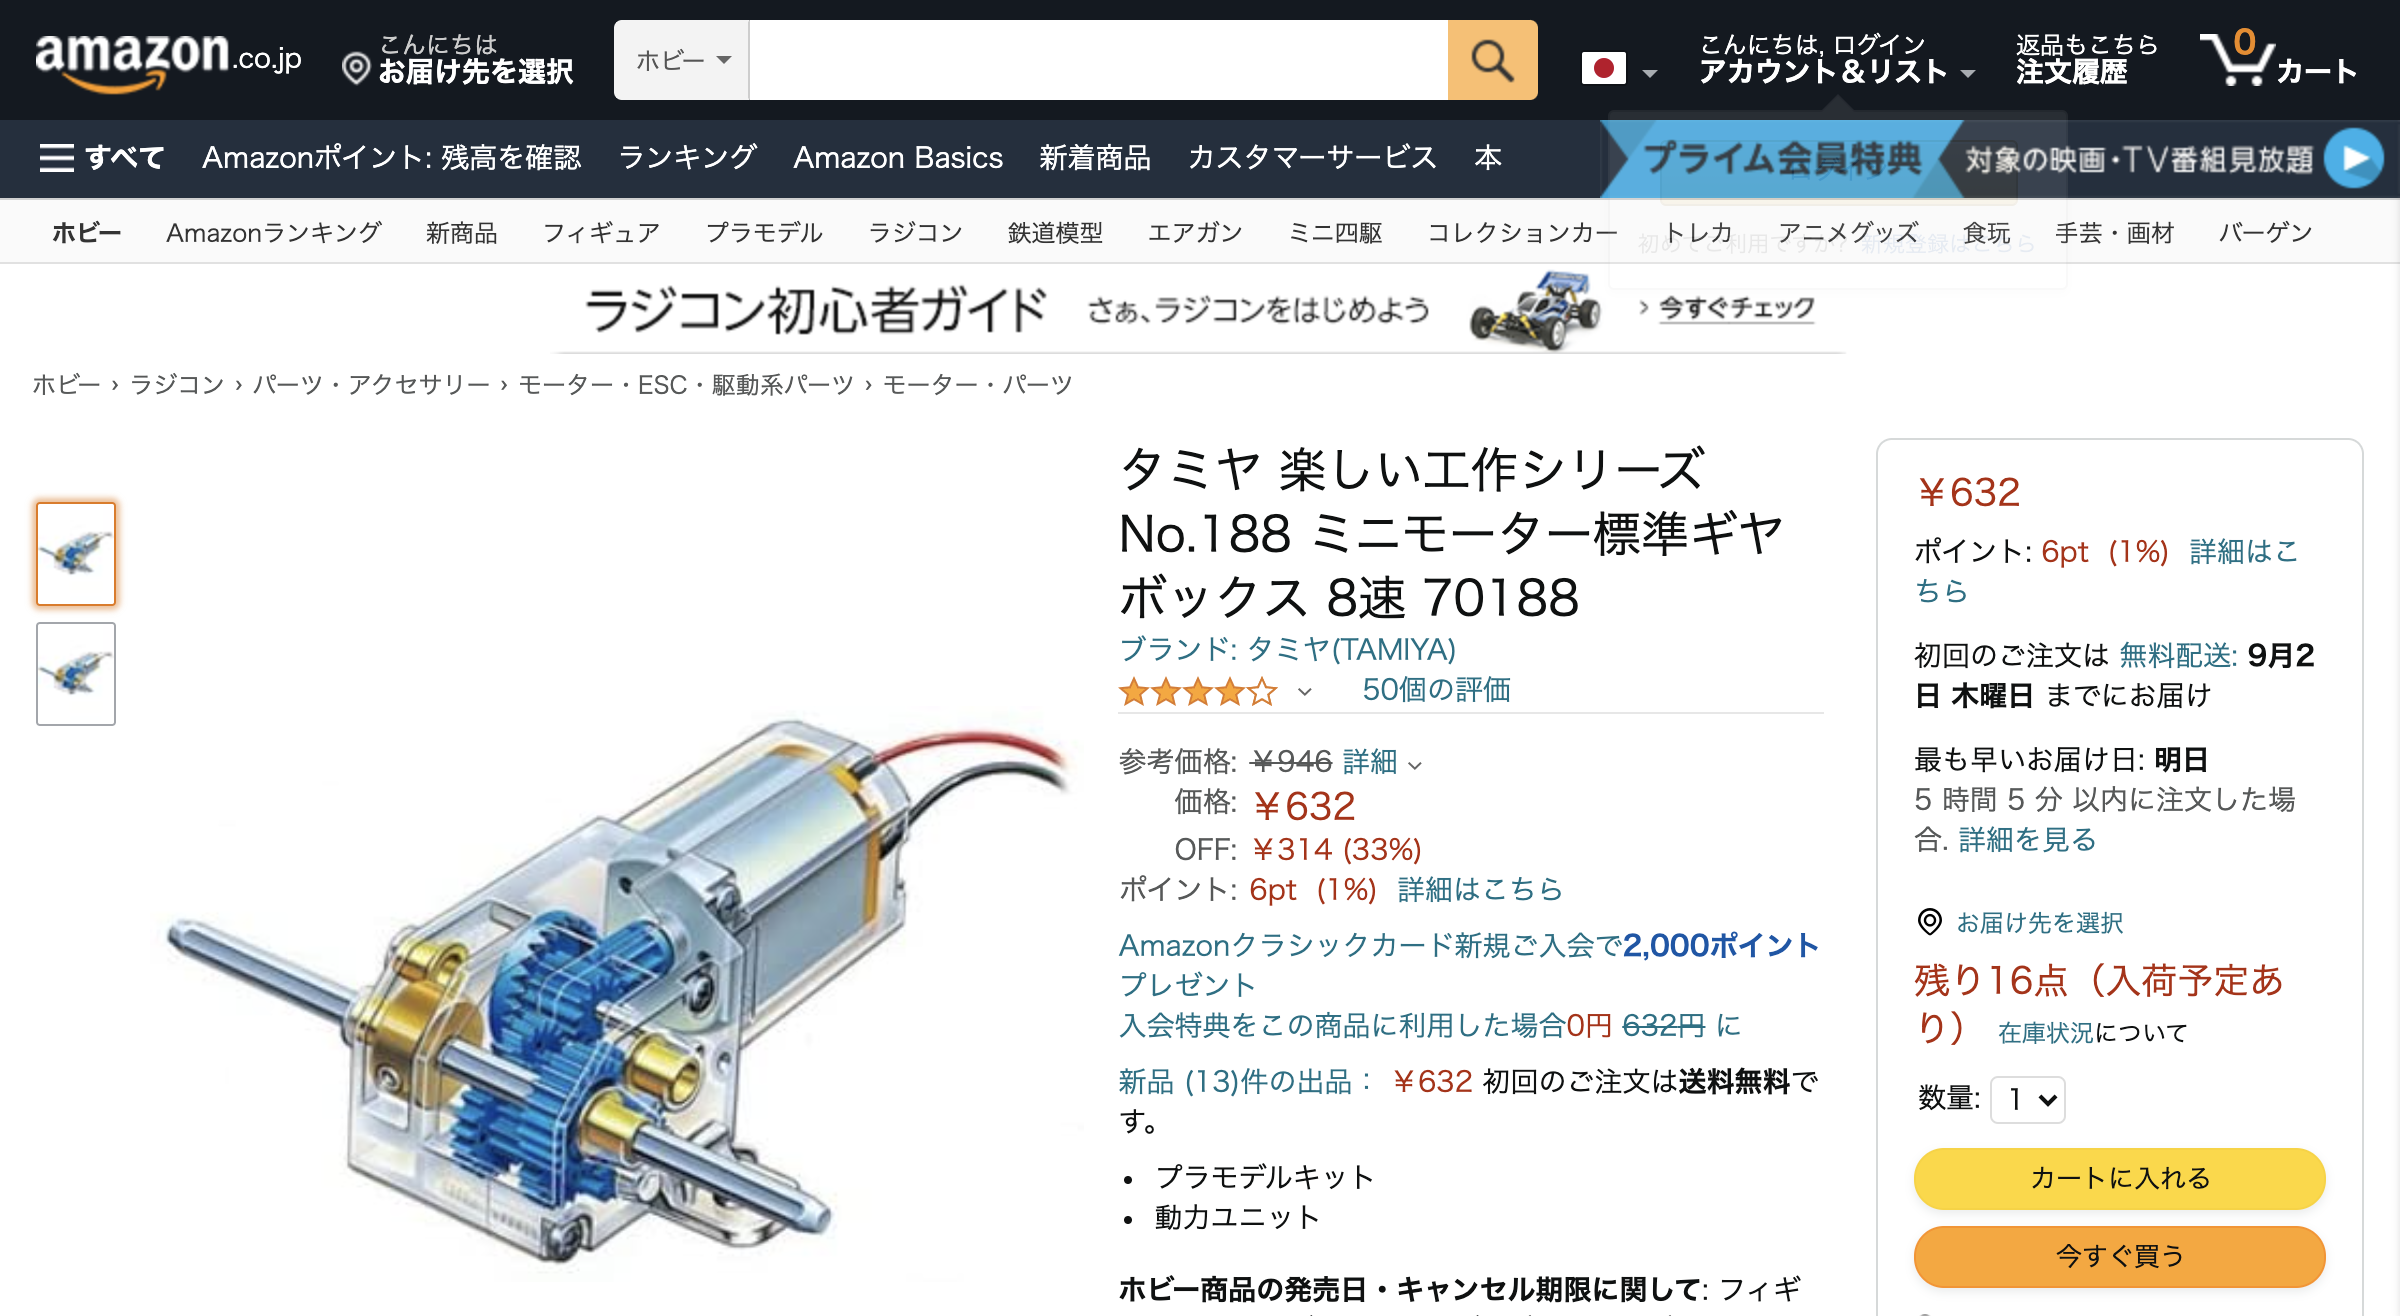 amazon.co.jp
こんにちは
お届け先を選択
ホビー
こんにちは, ログイン
アカウント&リスト
返品もこちら
注文履歴
0
カート
すべて
Amazonポイント: 残高を確認
ランキング
Amazon Basics
新着商品
カスタマーサービス
本
プライム会員特典
対象の映画・TV番組見放題
ホビー
Amazonランキング
新商品
フィギュア
プラモデル
ラジコン
鉄道模型
エアガン
ミニ四駆
コレクションカー
トレカ
アニメグッズ
食玩
手芸・画材
バーゲン
初めてご利用ですか? 新規登録はこちら
ラジコン初心者ガイド
さぁ、ラジコンをはじめよう
› 今すぐチェック
ホビー › ラジコン › パーツ・アクセサリー › モーター・ESC・駆動系パーツ › モーター・パーツ
タミヤ 楽しい工作シリーズ
No.188 ミニモーター標準ギヤ
ボックス 8速 70188
ブランド: タミヤ(TAMIYA)
50個の評価
参考価格: ￥946 詳細
価格: ￥632
OFF: ￥314 (33%)
ポイント: 6pt (1%) 詳細はこちら
Amazonクラシックカード新規ご入会で2,000ポイント
プレゼント
入会特典をこの商品に利用した場合0円 632円 に
新品 (13)件の出品： ￥632 初回のご注文は送料無料で
す。
• プラモデルキット
• 動力ユニット
ホビー商品の発売日・キャンセル期限に関して: フィギ
￥632
ポイント: 6pt (1%) 詳細はこ
ちら
初回のご注文は 無料配送: 9月2
日 木曜日 までにお届け
最も早いお届け日: 明日
5 時間 5 分 以内に注文した場
合. 詳細を見る
お届け先を選択
残り16点（入荷予定あ
り） 在庫状況について
数量: 1
カートに入れる
今すぐ買う